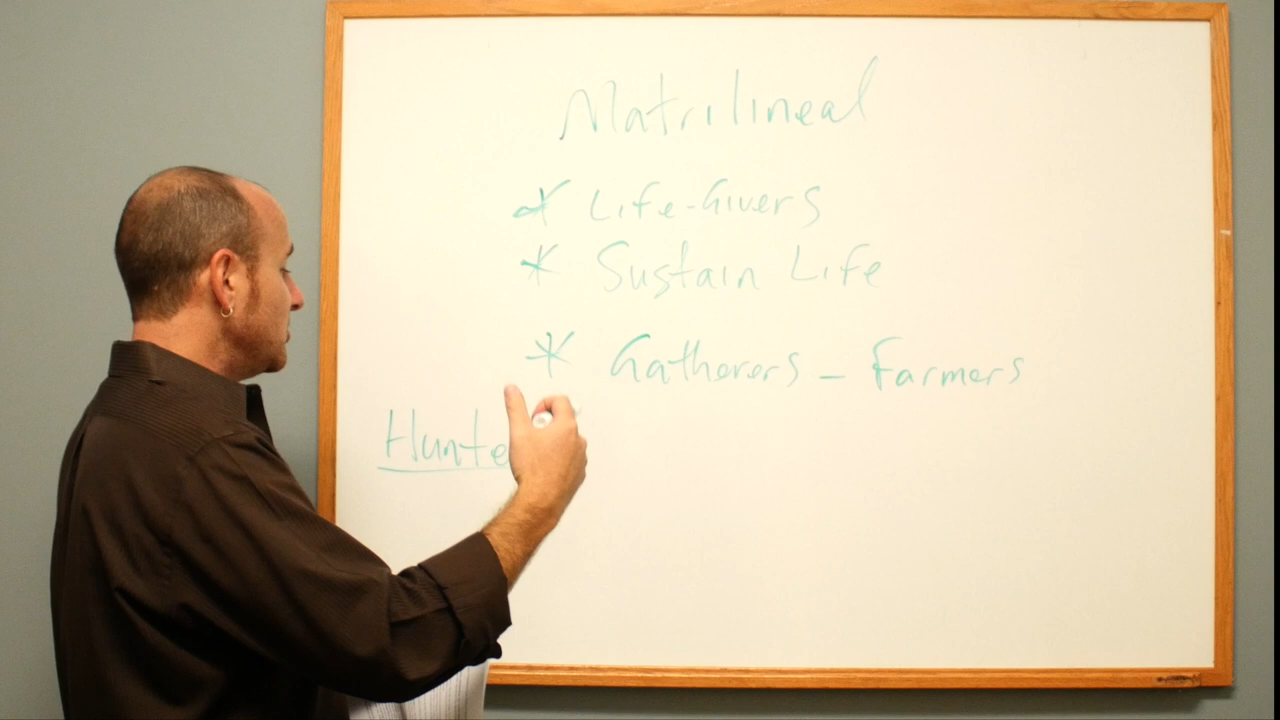 Matrilineal
* Life-Givers
* Sustain Life
* Gatherers - Farmers
Hunte